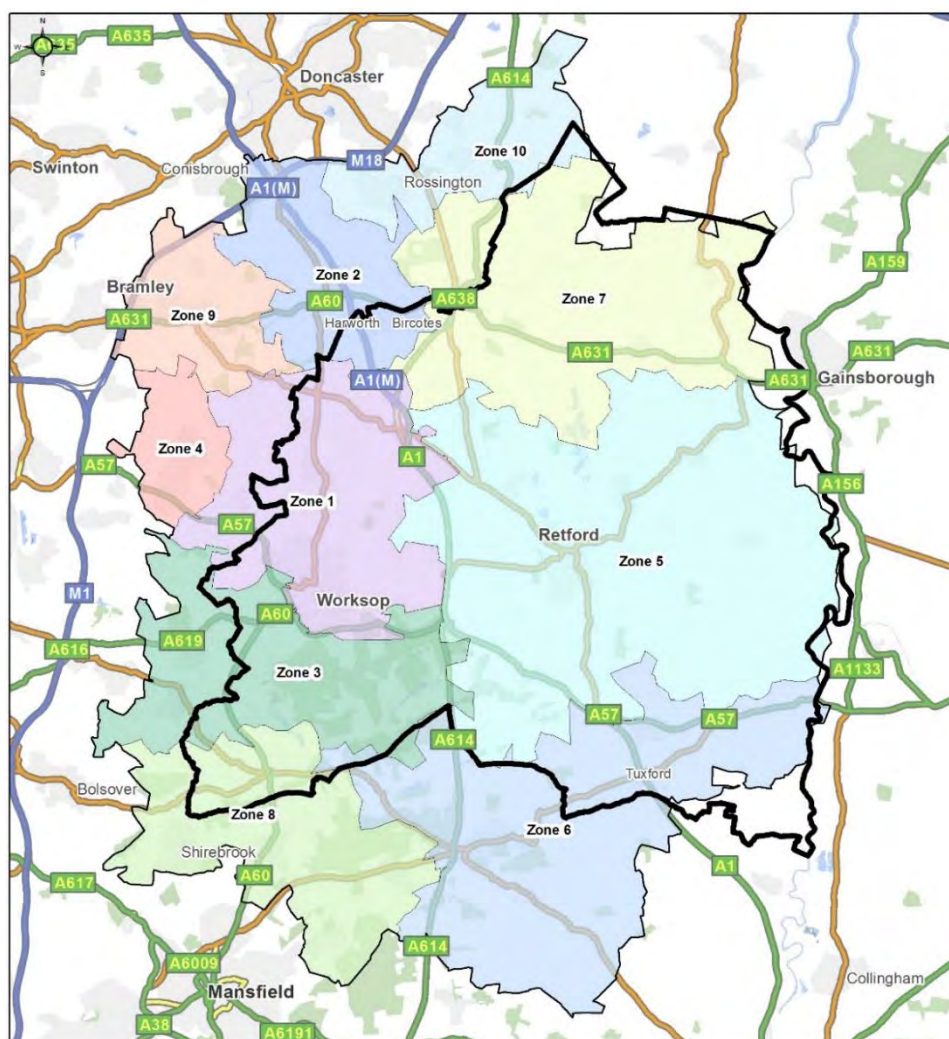 N
W
E
S
A635
A635
A614
Doncaster
Zone 10
Swinton
Conisbrough
M18
Rossington
A1(M)
A159
Zone 2
Bramley
A60
A638
Zone 7
A631
Zone 9
Harworth Bircotes
A631
A631
A1(M)
A631
Gainsborough
Zone 4
A57
A1
A156
Zone 1
A57
Retford
Zone 5
M1
Worksop
A60
A619
A616
Zone 3
A1133
A57
A57
A614
Tuxford
Bolsover
Zone 8
Zone 6
Shirebrook
A617
A60
A1
A614
A6009
Mansfield
Collingham
A38
A6191